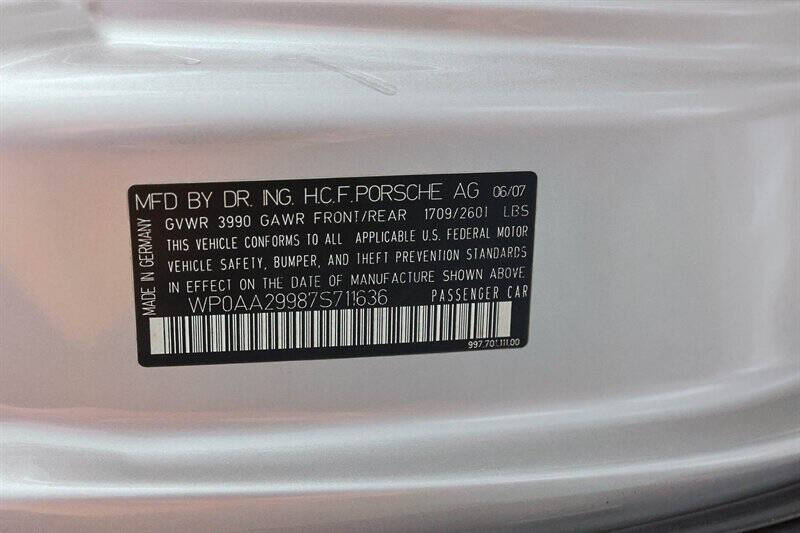 MFD BY DR. ING. H.C.F.PORSCHE AG 06/07
GVWR 3990 GAWR FRONT/REAR 1709/2601 LBS
THIS VEHICLE CONFORMS TO ALL APPLICABLE U.S. FEDERAL MOTOR
VEHICLE SAFETY, BUMPER, AND THEFT PREVENTION STANDARDS
IN EFFECT ON THE DATE OF MANUFACTURE SHOWN ABOVE
WP0AA29987S711636 PASSENGER CAR
997.701.111.00
MADE IN GERMANY